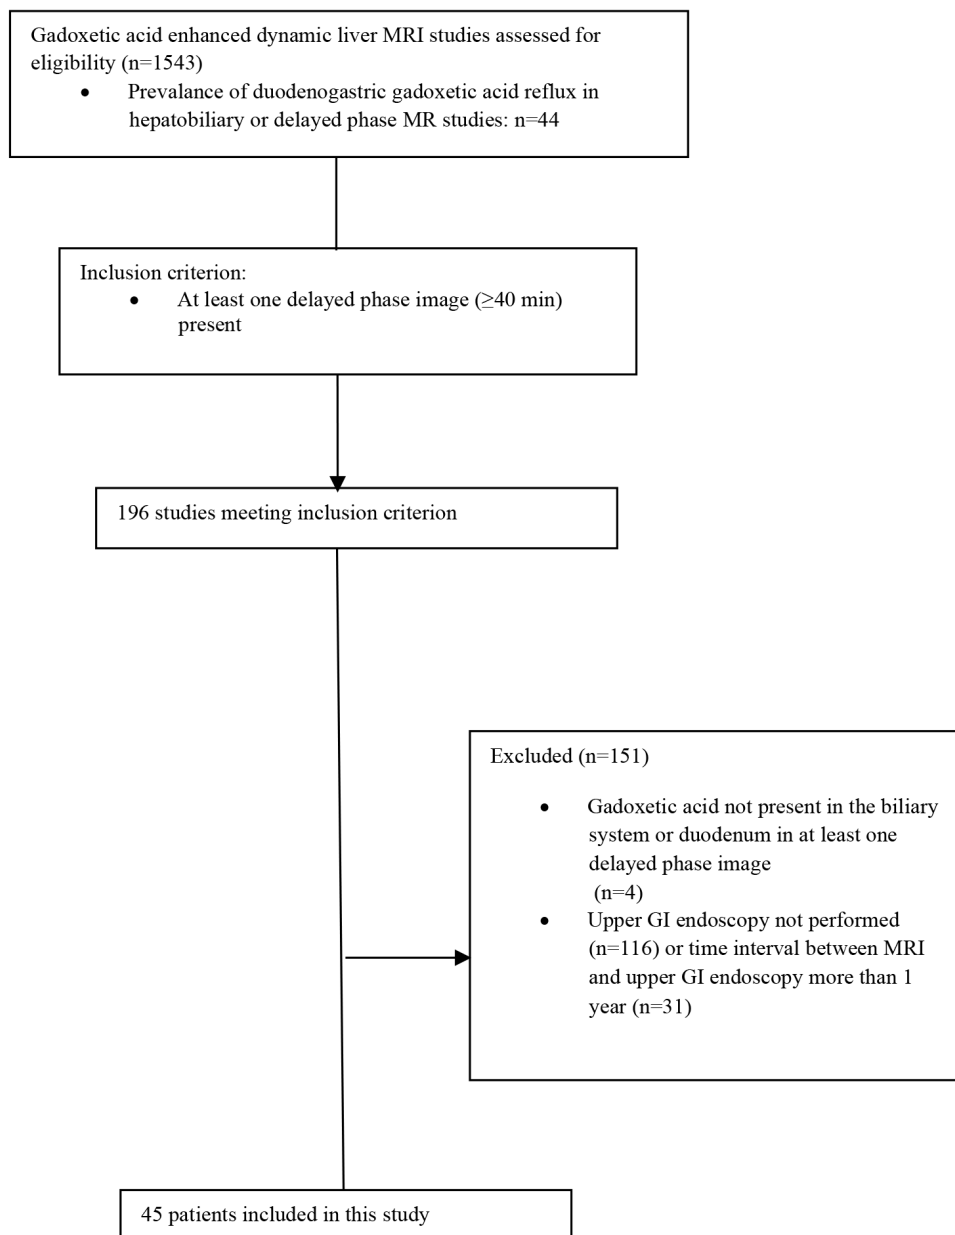 Gadoxetic acid enhanced dynamic liver MRI studies assessed for
eligibility (n=1543)
• Prevalance of duodenogastric gadoxetic acid reflux in
hepatobiliary or delayed phase MR studies: n=44
Inclusion criterion:
• At least one delayed phase image (≥40 min)
present
196 studies meeting inclusion criterion
Excluded (n=151)
• Gadoxetic acid not present in the biliary
system or duodenum in at least one
delayed phase image
(n=4)
• Upper GI endoscopy not performed
(n=116) or time interval between MRI
and upper GI endoscopy more than 1
year (n=31)
45 patients included in this study